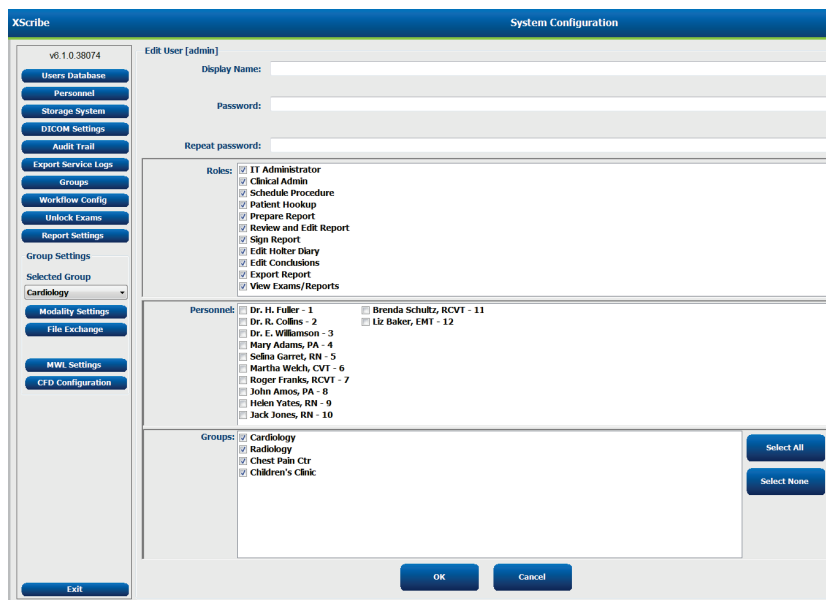 XScribe
System Configuration
v6.1.0.38074
Users Database
Personnel
Storage System
DICOM Settings
Audit Trail
Export Service Logs
Groups
Workflow Config
Unlock Exams
Report Settings
Group Settings
Selected Group
Cardiology
Modality Settings
File Exchange
MWL Settings
CFD Configuration
Exit
Edit User [admin]
Display Name:
Password:
Repeat password:
Roles:
IT Administrator
Clinical Admin
Schedule Procedure
Patient Hookup
Prepare Report
Review and Edit Report
Sign Report
Edit Holter Diary
Edit Conclusions
Export Report
View Exams/Reports
Personnel:
Dr. H. Fuller - 1
Dr. R. Collins - 2
Dr. E. Williamson - 3
Mary Adams, PA - 4
Selina Garret, RN - 5
Martha Welch, CVT - 6
Roger Franks, RCVT - 7
John Amos, PA - 8
Helen Yates, RN - 9
Jack Jones, RN - 10
Brenda Schultz, RCVT - 11
Liz Baker, EMT - 12
Groups:
Cardiology
Radiology
Chest Pain Ctr
Children's Clinic
Select All
Select None
OK
Cancel